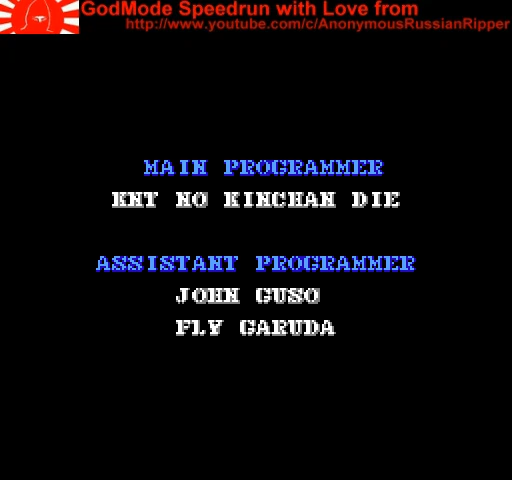 GodMode Speedrun with Love from
http://www.youtube.com/c/AnonymousRussianRipper
MAIN PROGRAMMER
KNT NO KINCHAN DIE
ASSISTANT PROGRAMMER
JOHN GUSO
FLY GARUDA